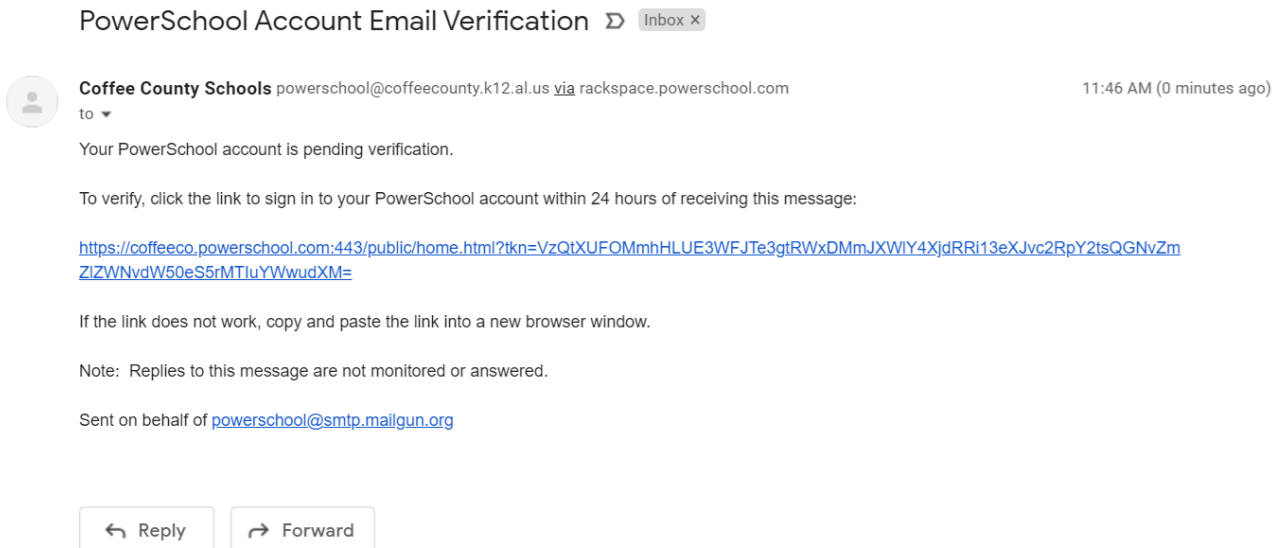 PowerSchool Account Email Verification Inbox ×
Coffee County Schools powerschool@coffeecounty.k12.al.us via rackspace.powerschool.com 11:46 AM (0 minutes ago)
to
Your PowerSchool account is pending verification.
To verify, click the link to sign in to your PowerSchool account within 24 hours of receiving this message:
https://coffeeco.powerschool.com:443/public/home.html?tkn=VzQtXUFOMmhHLUE3WFJTe3gtRWxDMmJXWlY4XjdRRi13eXJvc2RpY2tsQGNvZm
ZlZWNvdW50eS5rMTIuYWwudXM=
If the link does not work, copy and paste the link into a new browser window.
Note:  Replies to this message are not monitored or answered.
Sent on behalf of powerschool@smtp.mailgun.org
Reply Forward